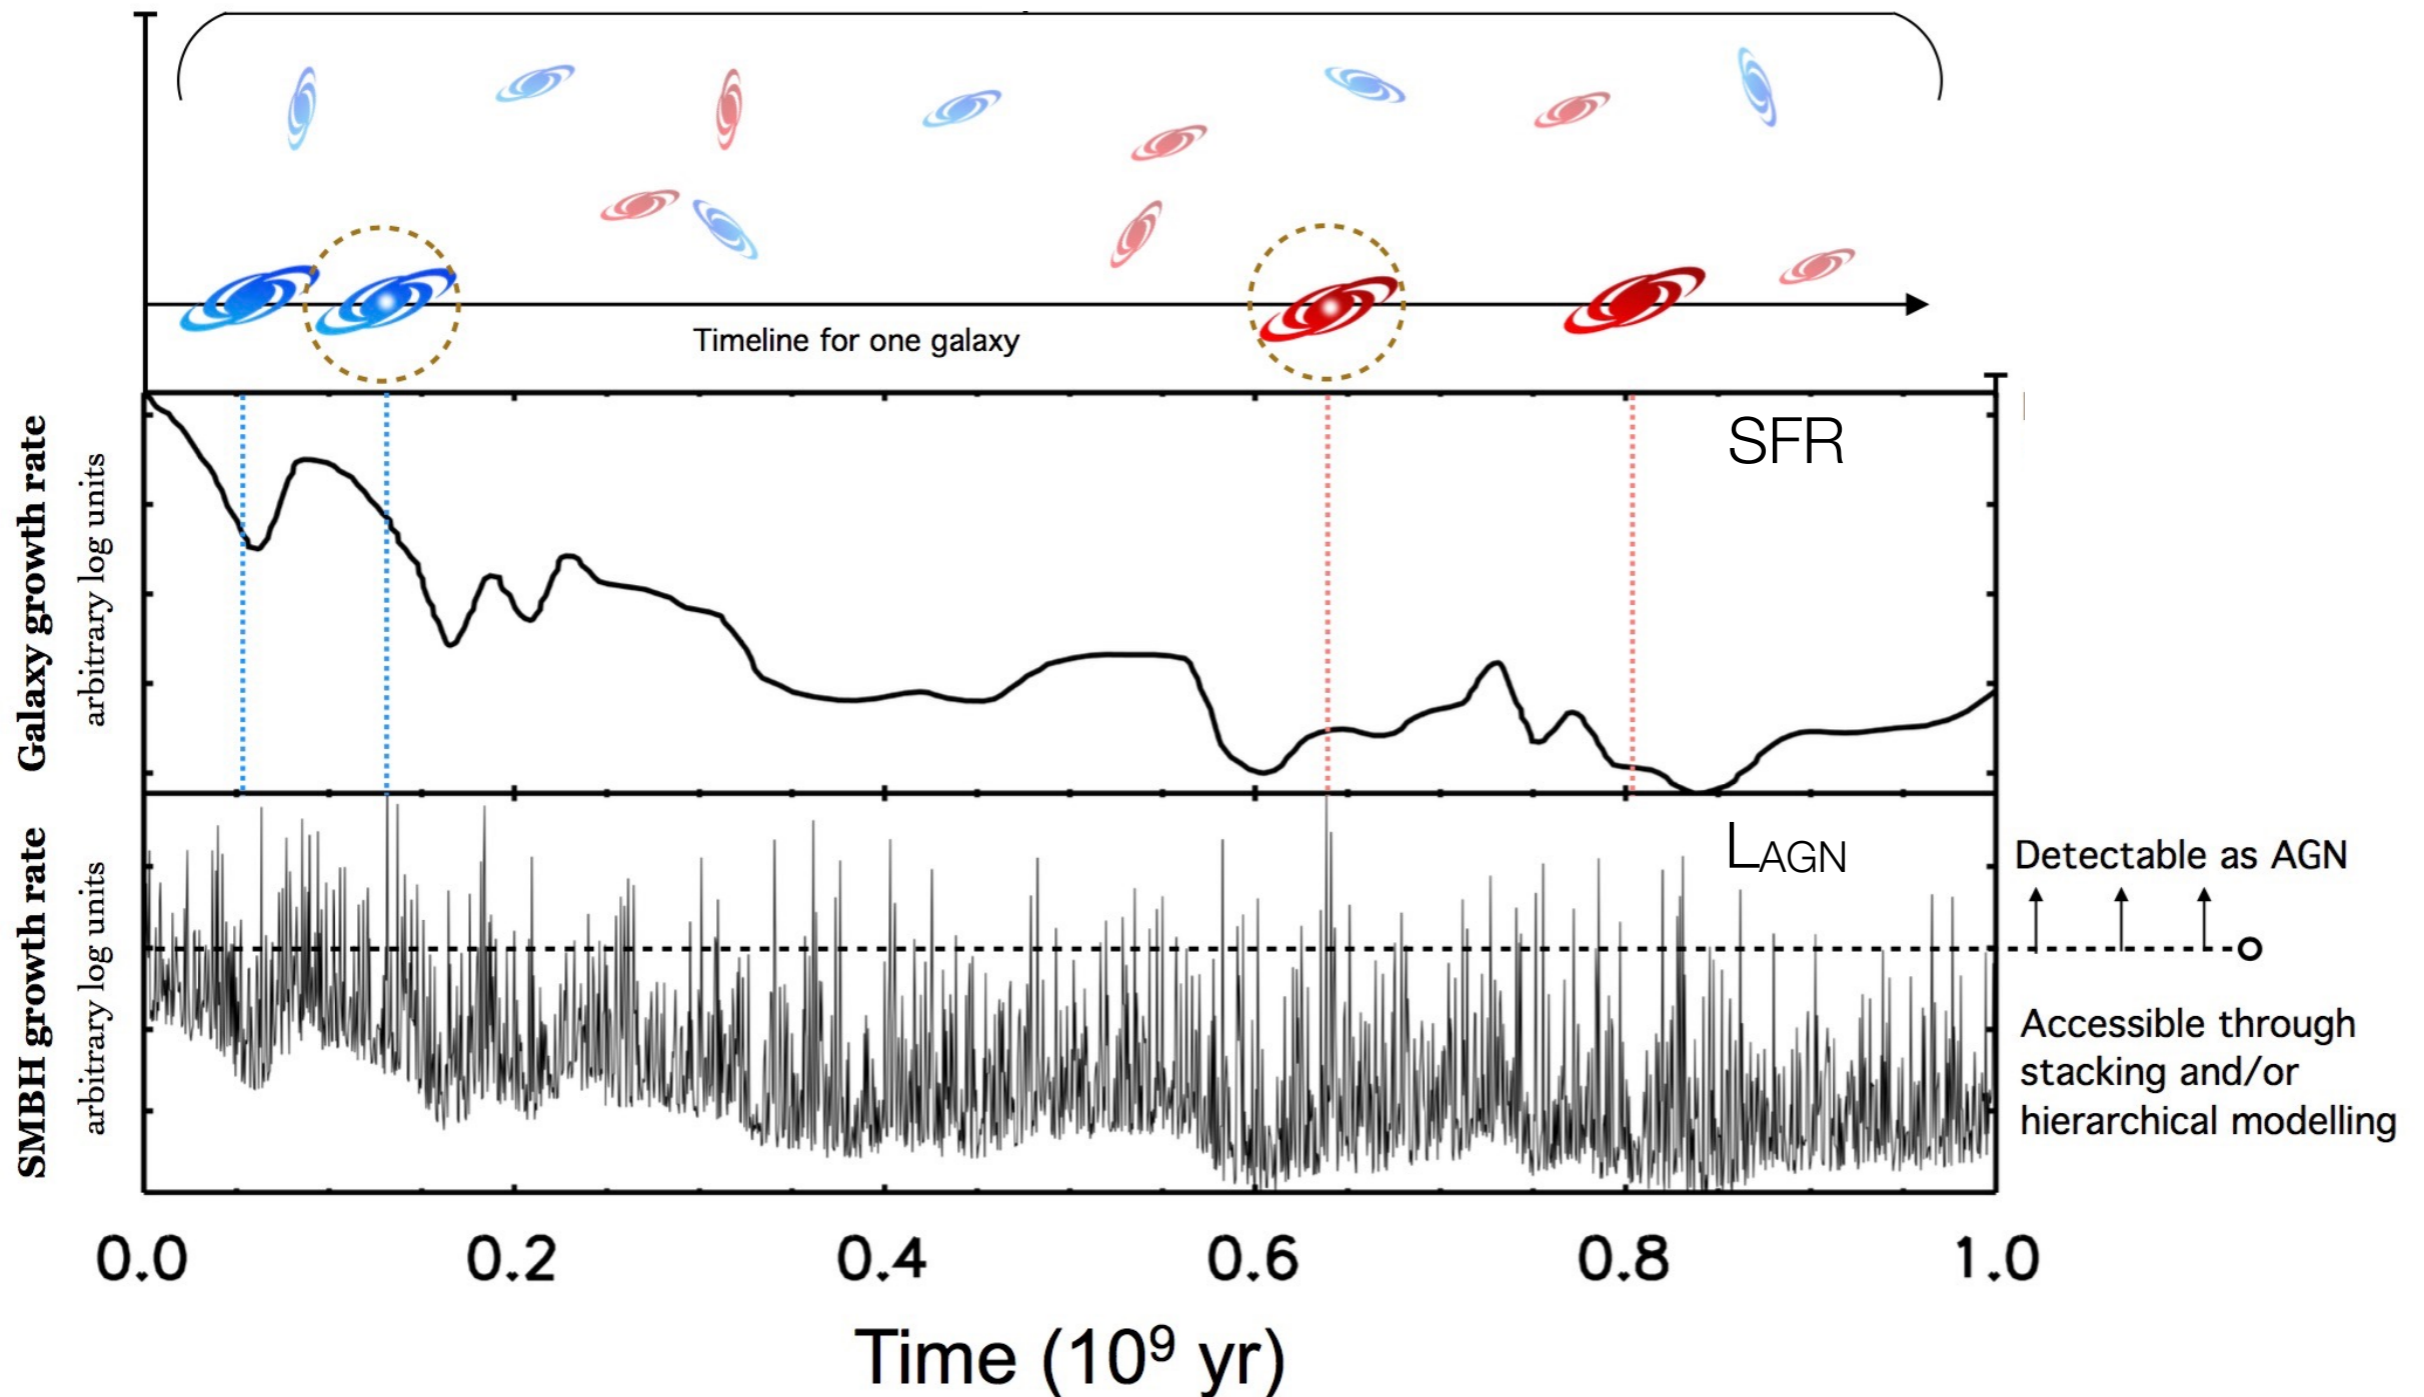 Timeline for one galaxy
Galaxy growth rate
arbitrary log units
SFR
SMBH growth rate
arbitrary log units
LAGN
Detectable as AGN
Accessible through
stacking and/or
hierarchical modelling
0.0 0.2 0.4 0.6 0.8 1.0
Time (10⁹ yr)